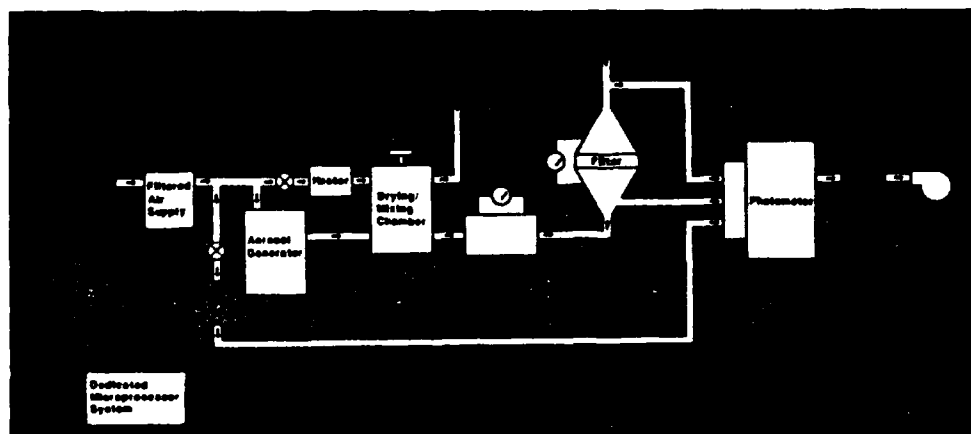 Filtered
Air
Supply
Heater
Aerosol
Generator
Drying/
Mixing
Chamber
Filter
Photometer
Dedicated
Microprocessor
System